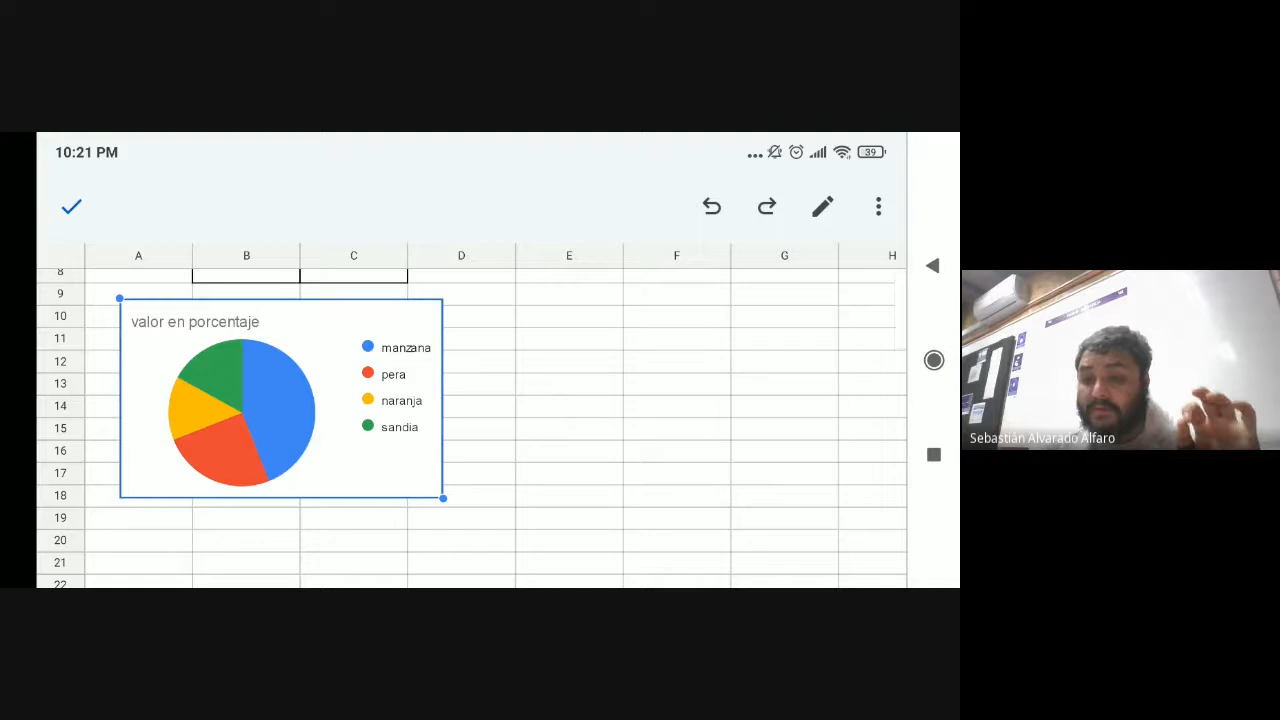 10:21 PM
39
A B C D E F G H
8
9
10
11
12
13
14
15
16
17
18
19
20
21
22
valor en porcentaje
manzana
pera
naranja
sandia
Sebastián Alvarado Alfaro